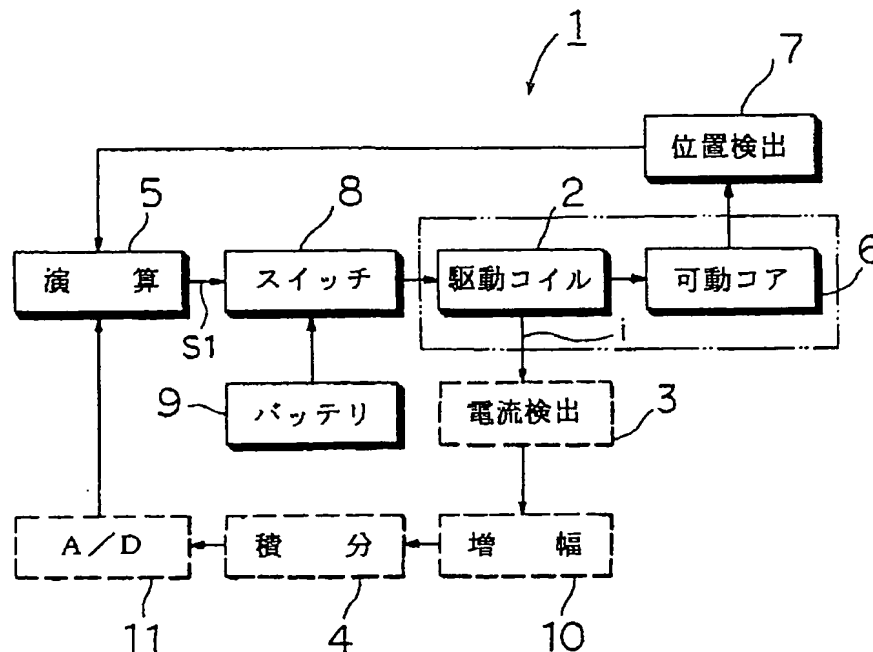 1
7
位置検出
5
8
2
演 算
S1
スイッチ
駆動コイル
可動コア
6
i
9
バッテリ
電流検出
3
A/D
積 分
増 幅
11
4
10